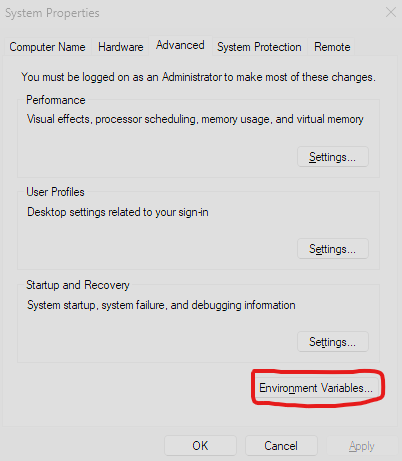 System Properties
Computer Name Hardware Advanced System Protection Remote
You must be logged on as an Administrator to make most of these changes.
Performance
Visual effects, processor scheduling, memory usage, and virtual memory
Settings...
User Profiles
Desktop settings related to your sign-in
Settings...
Startup and Recovery
System startup, system failure, and debugging information
Settings...
Environment Variables...
OK Cancel Apply